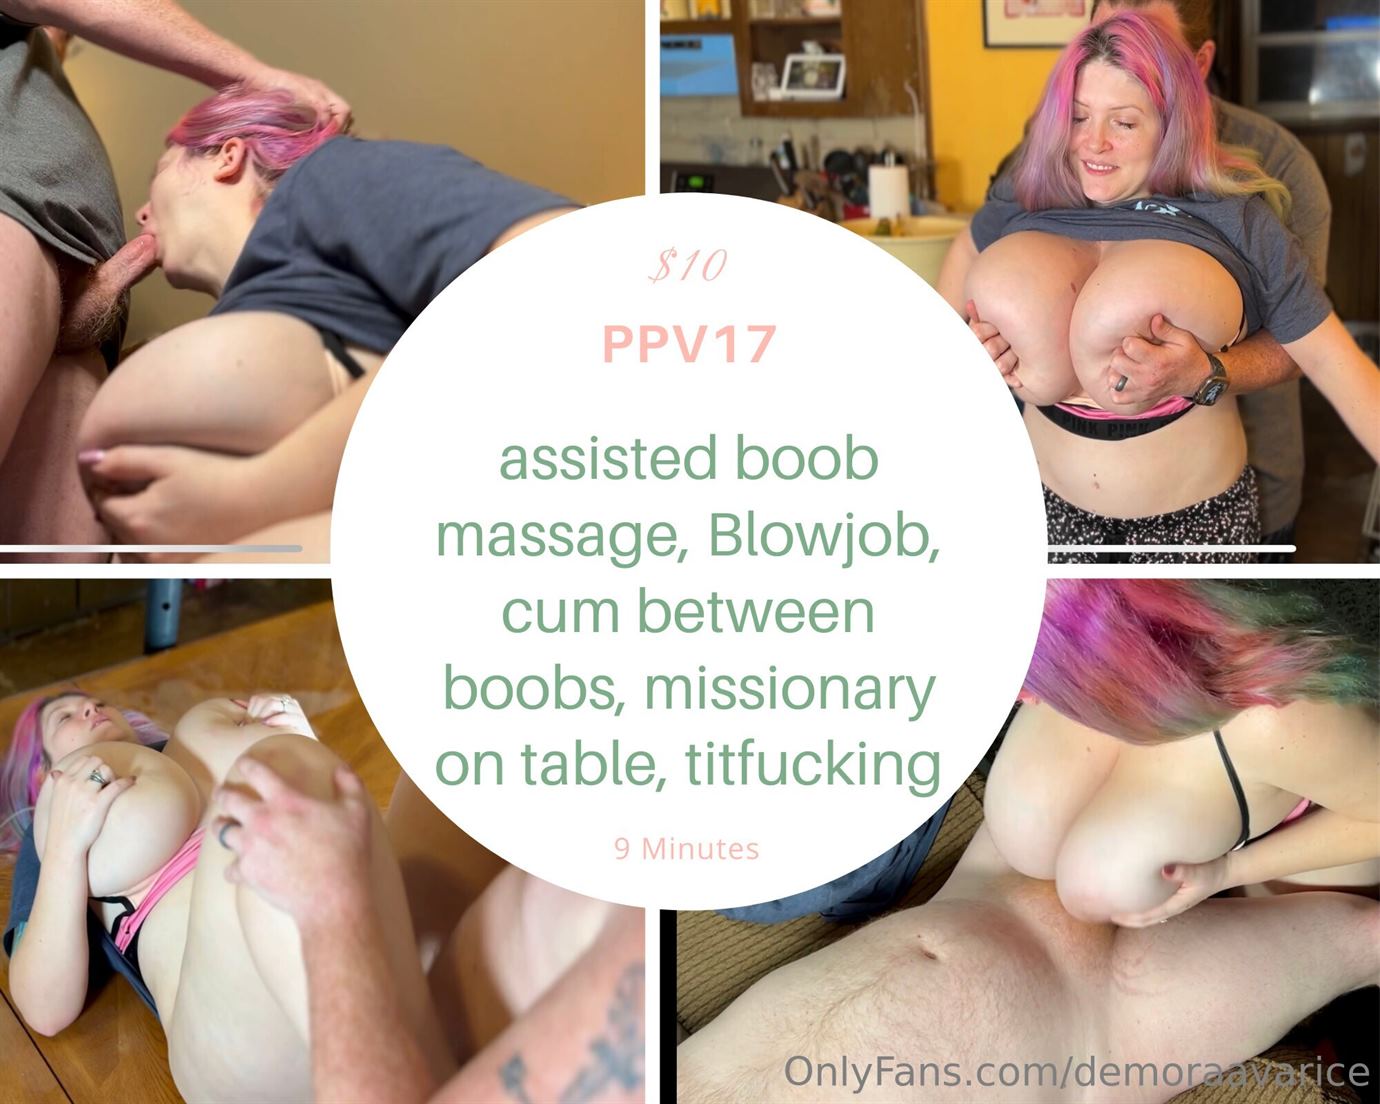 $10
PPV17
assisted boob
massage, Blowjob,
cum between
boobs, missionary
on table, titfucking
9 Minutes
PINK PINK
OnlyFans.com/demoraavarice